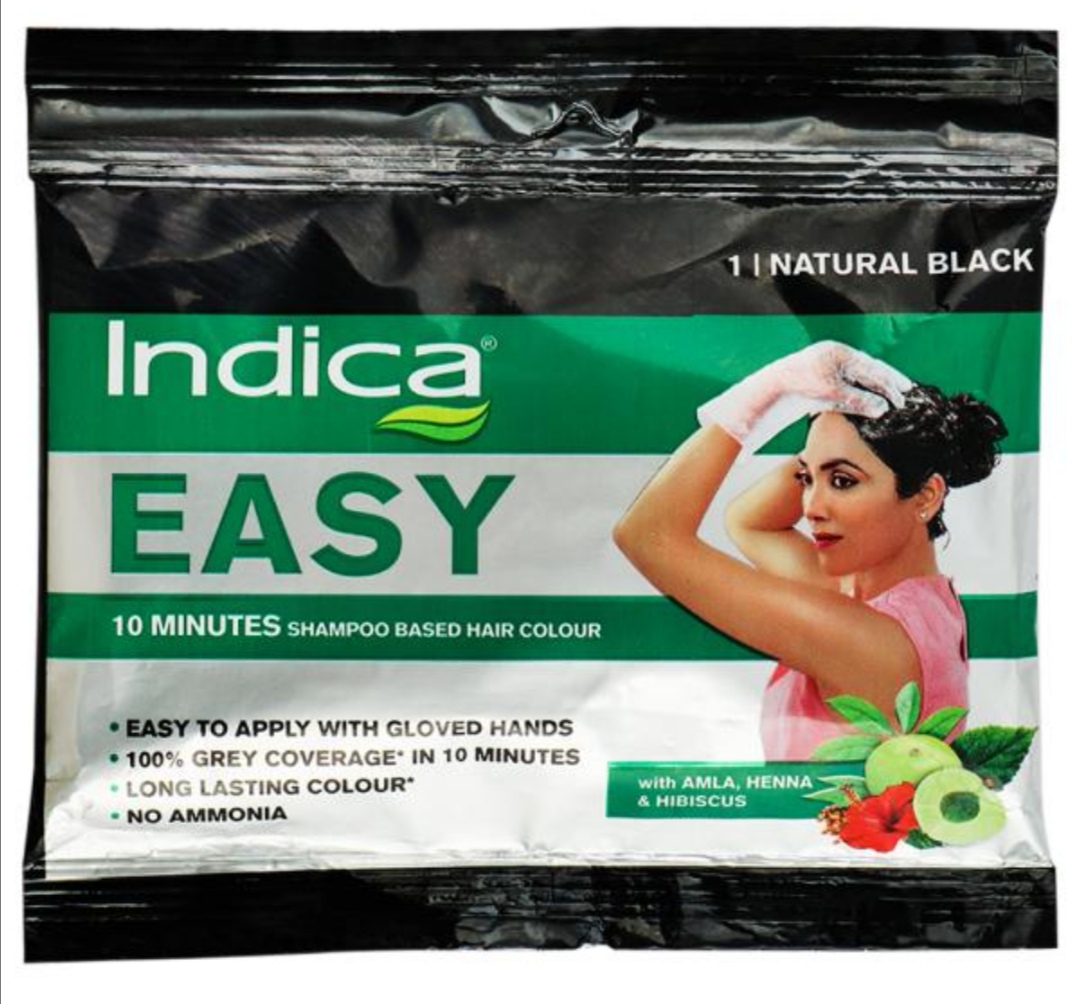 1 | NATURAL BLACK
Indica®
EASY
10 MINUTES SHAMPOO BASED HAIR COLOUR
• EASY TO APPLY WITH GLOVED HANDS
• 100% GREY COVERAGE* IN 10 MINUTES
• LONG LASTING COLOUR*
• NO AMMONIA
with AMLA, HENNA
& HIBISCUS